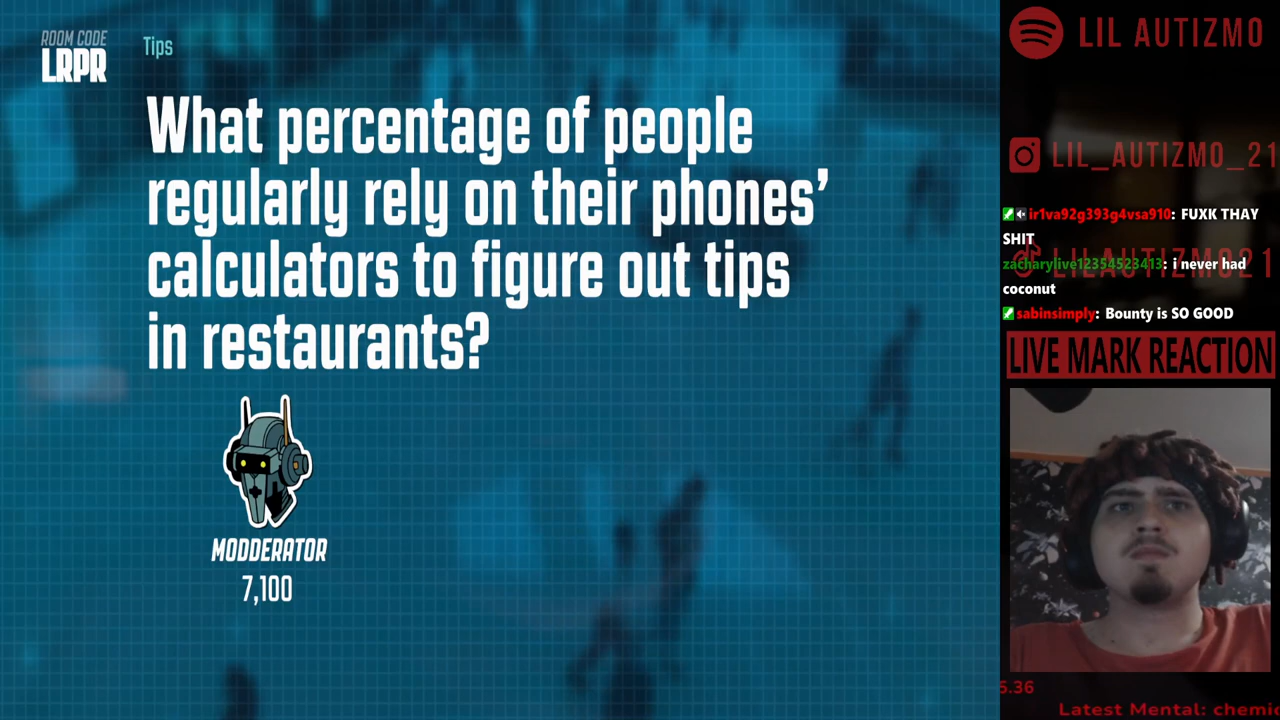 ROOM CODE
LRPR
Tips
What percentage of people
regularly rely on their phones’
calculators to figure out tips
in restaurants?
MODDERATOR
7,100
LIL AUTIZMO
LIL_AUTIZMO_21
ir1va92g393g4vsa910: FUXK THAY
SHIT
LILAUTIZMO21
zacharylive12354523413: i never had
coconut
sabinsimply: Bounty is SO GOOD
LIVE MARK REACTION
5.36
Latest Mental: chemi